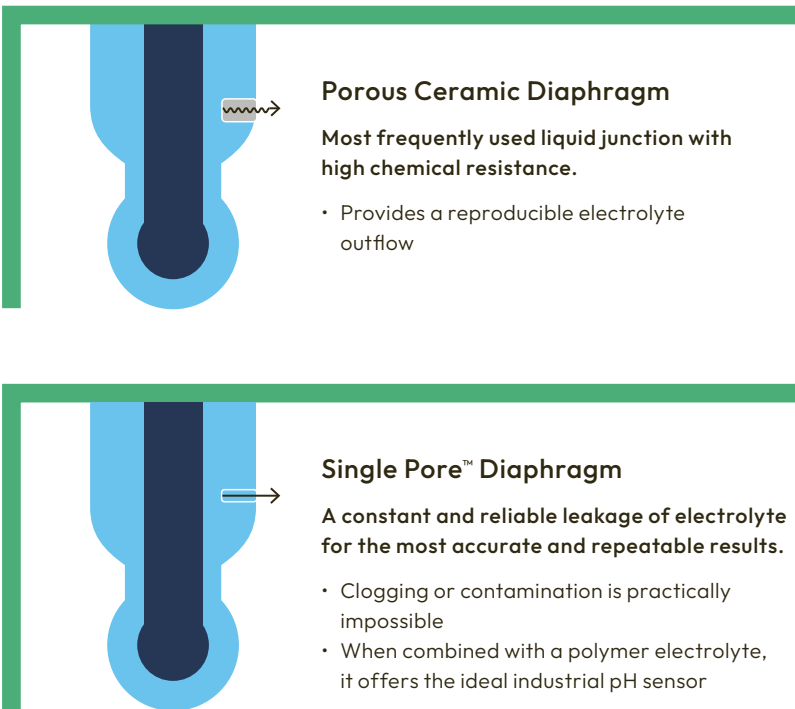 Porous Ceramic Diaphragm
Most frequently used liquid junction with
high chemical resistance.
• Provides a reproducible electrolyte
outflow
Single Pore™ Diaphragm
A constant and reliable leakage of electrolyte
for the most accurate and repeatable results.
• Clogging or contamination is practically
impossible
• When combined with a polymer electrolyte,
it offers the ideal industrial pH sensor